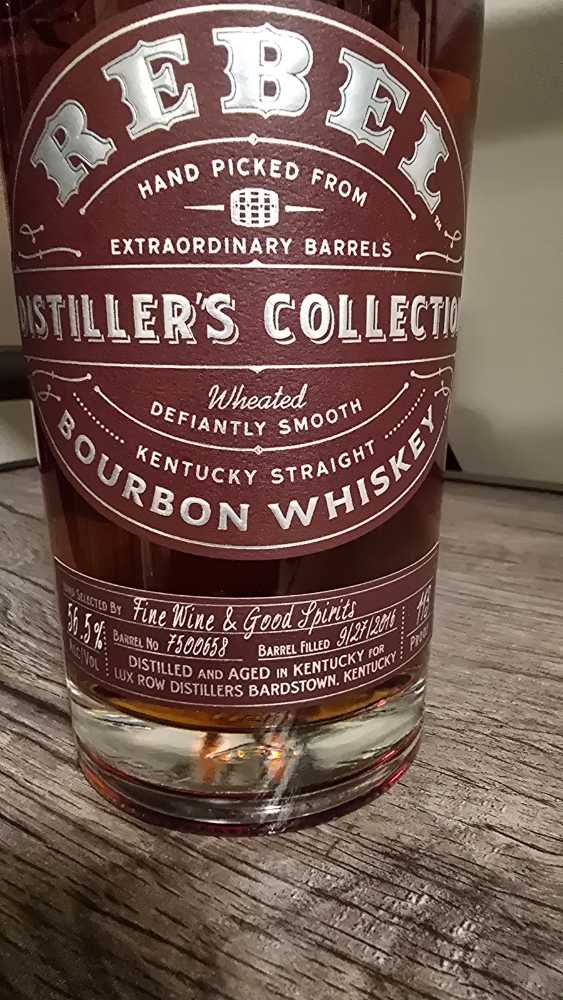 REBEL
HAND PICKED FROM
EXTRAORDINARY BARRELS
DISTILLER'S COLLECTION
Wheated
DEFIANTLY SMOOTH
KENTUCKY STRAIGHT
BOURBON WHISKEY
HAND SELECTED BY Fine Wine & Good Spirits
56.5% ALC/VOL
BARREL NO 7500658 BARREL FILLED 9/27/2016
113 PROOF
DISTILLED AND AGED IN KENTUCKY FOR
LUX ROW DISTILLERS BARDSTOWN, KENTUCKY